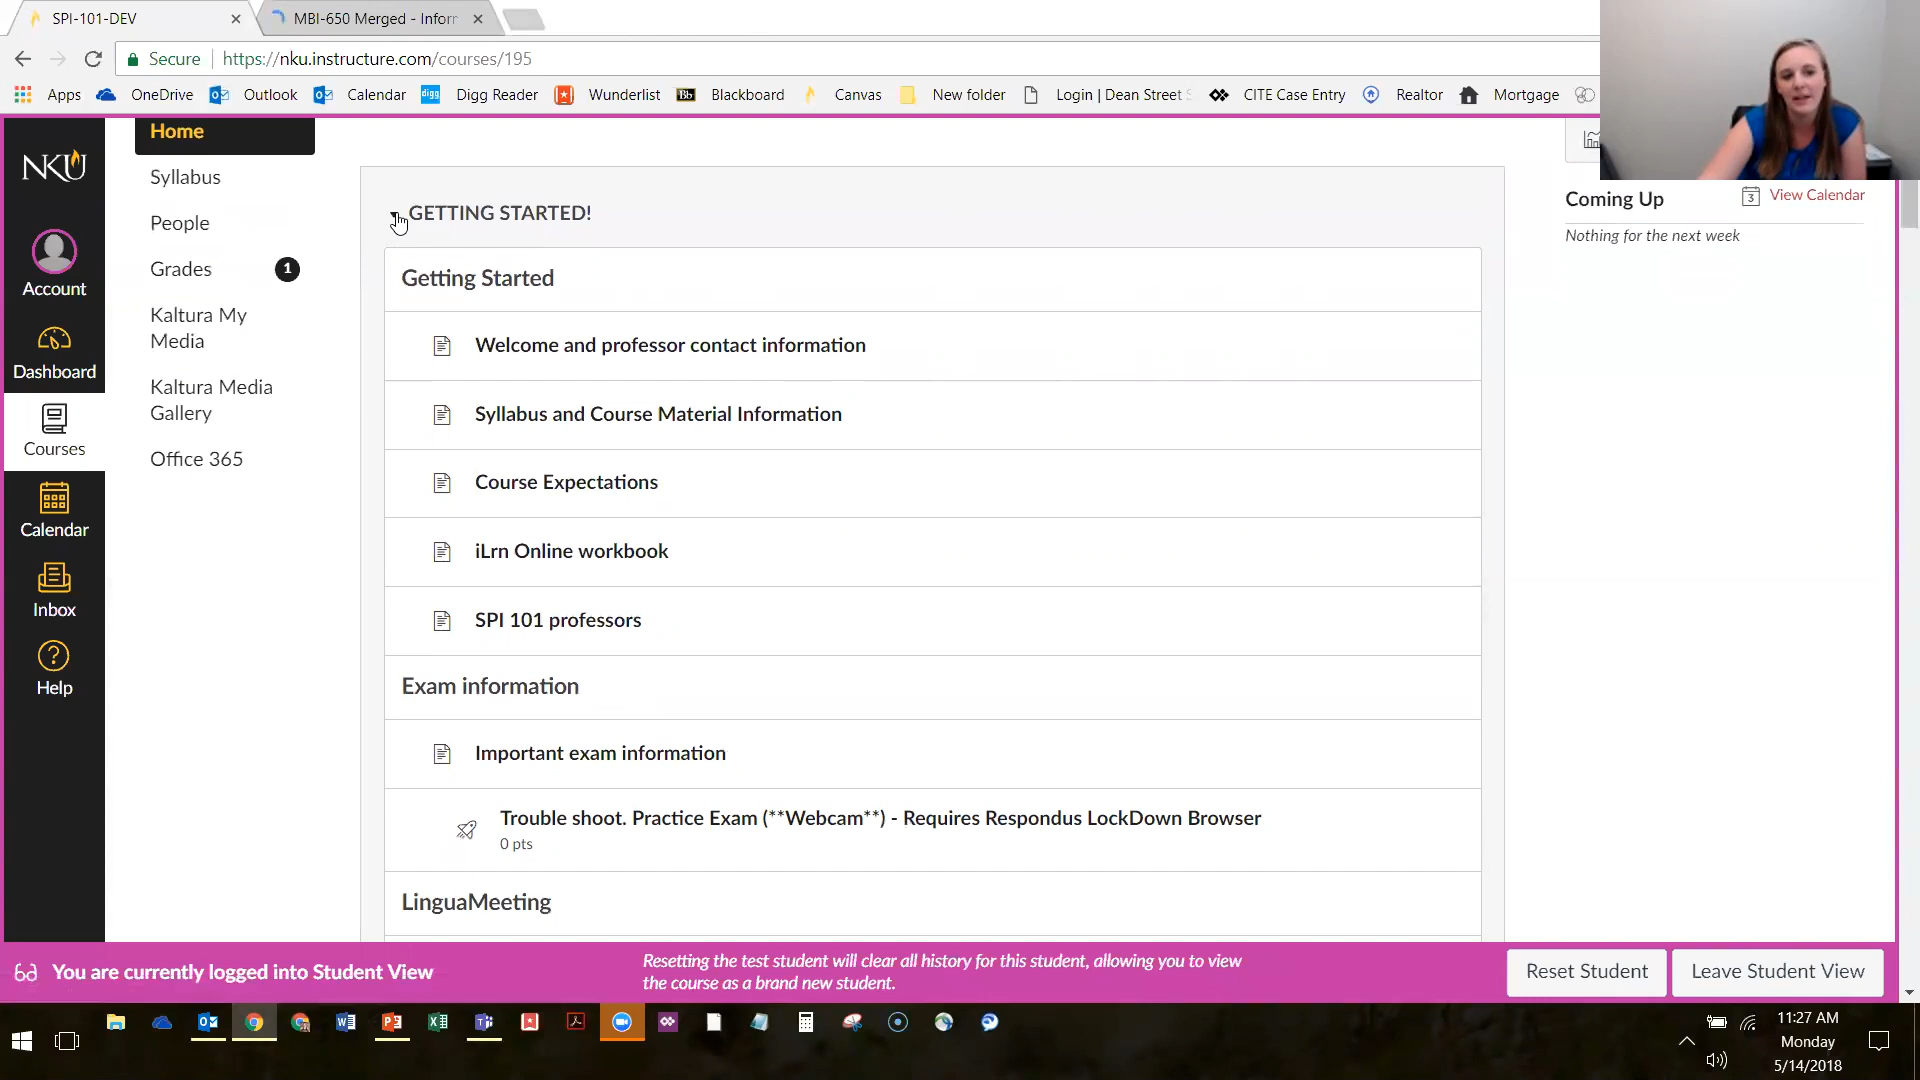 SPI-101-DEV
MBI-650 Merged - Inform
Secure https://nku.instructure.com/courses/195
Apps OneDrive Outlook Calendar Digg Reader Wunderlist Blackboard Canvas New folder Login | Dean Street S CITE Case Entry Realtor Mortgage
digg
Bb
NKU
Account
Dashboard
Courses
Calendar
Inbox
Help
Home
Syllabus
People
Grades 1
Kaltura My
Media
Kaltura Media
Gallery
Office 365
GETTING STARTED!
Getting Started
Welcome and professor contact information
Syllabus and Course Material Information
Course Expectations
iLrn Online workbook
SPI 101 professors
Exam information
Important exam information
Trouble shoot. Practice Exam (**Webcam**) - Requires Respondus LockDown Browser
0 pts
LinguaMeeting
Coming Up 3 View Calendar
Nothing for the next week
You are currently logged into Student View
Resetting the test student will clear all history for this student, allowing you to view
the course as a brand new student.
Reset Student
Leave Student View
11:27 AM
Monday
5/14/2018